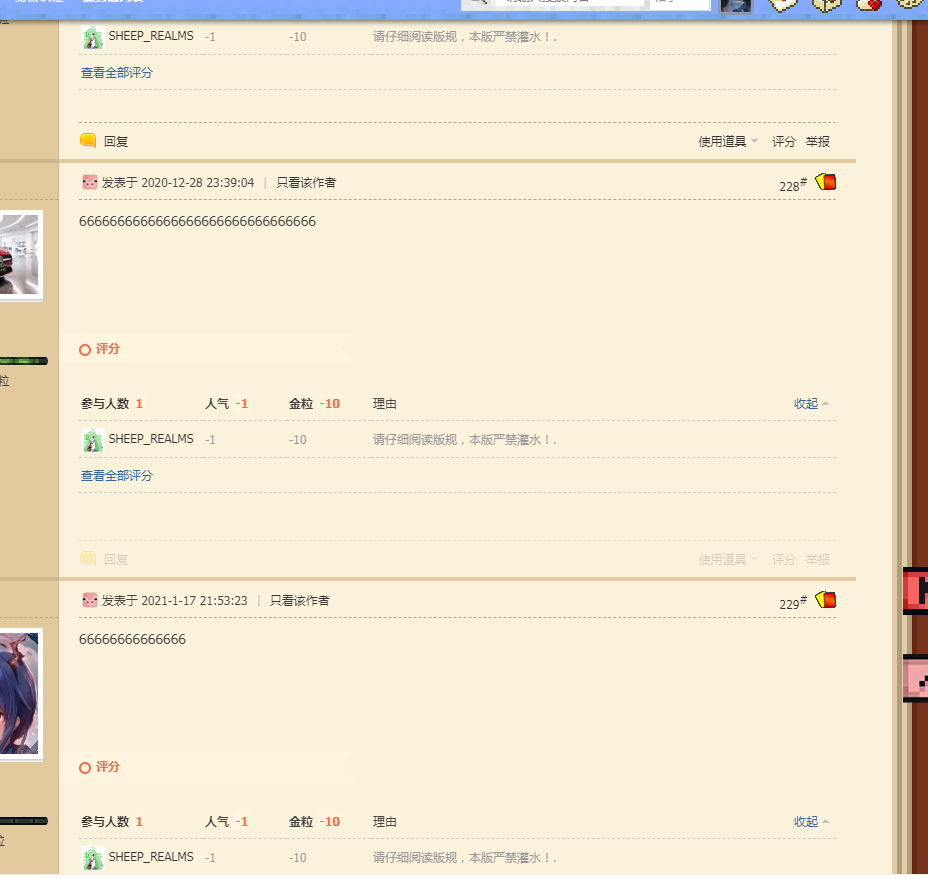 SHEEP_REALMS -1 -10 请仔细阅读版规，本版严禁灌水！.
查看全部评分
回复 使用道具 评分 举报
发表于 2020-12-28 23:39:04 | 只看该作者 228#
6666666666666666666666666666666
评分
粒
参与人数 1 人气 -1 金粒 -10 理由 收起
SHEEP_REALMS -1 -10 请仔细阅读版规，本版严禁灌水！.
查看全部评分
回复 使用道具 评分 举报
发表于 2021-1-17 21:53:23 | 只看该作者 229#
66666666666666
评分
参与人数 1 人气 -1 金粒 -10 理由 收起
SHEEP_REALMS -1 -10 请仔细阅读版规，本版严禁灌水！.